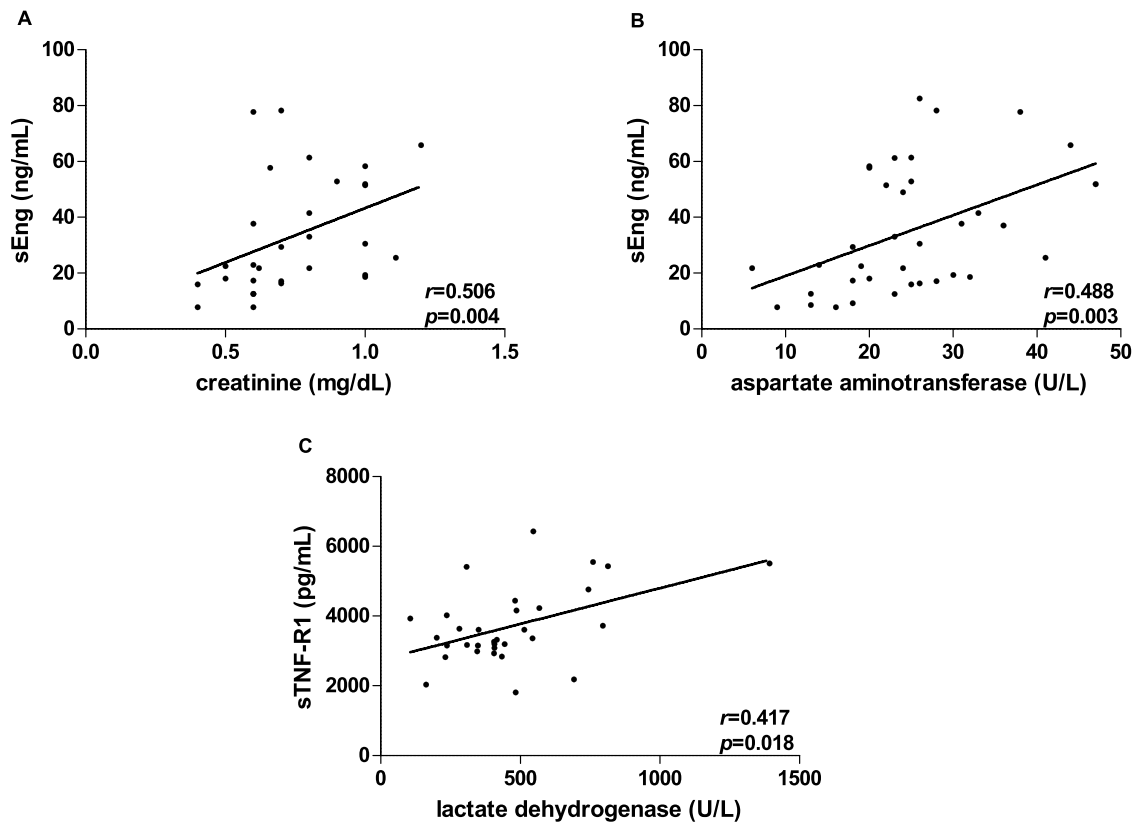 A
sEng (ng/mL)
100
80
60
40
20
0
0.0
0.5
1.0
1.5
creatinine (mg/dL)
r=0.506
p=0.004
B
sEng (ng/mL)
100
80
60
40
20
0
0
10
20
30
40
50
aspartate aminotransferase (U/L)
r=0.488
p=0.003
C
sTNF-R1 (pg/mL)
8000
6000
4000
2000
0
0
500
1000
1500
lactate dehydrogenase (U/L)
r=0.417
p=0.018